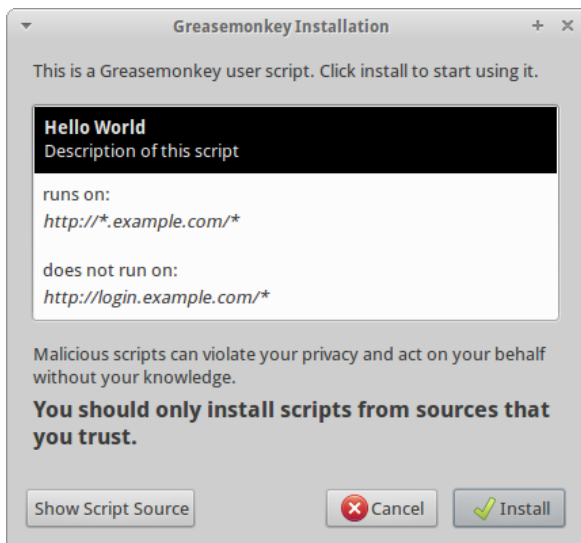 Greasemonkey Installation
This is a Greasemonkey user script. Click install to start using it.
Hello World
Description of this script
runs on:
http://*.example.com/*
does not run on:
http://login.example.com/*
Malicious scripts can violate your privacy and act on your behalf
without your knowledge.
You should only install scripts from sources that
you trust.
Show Script Source
Cancel
Install